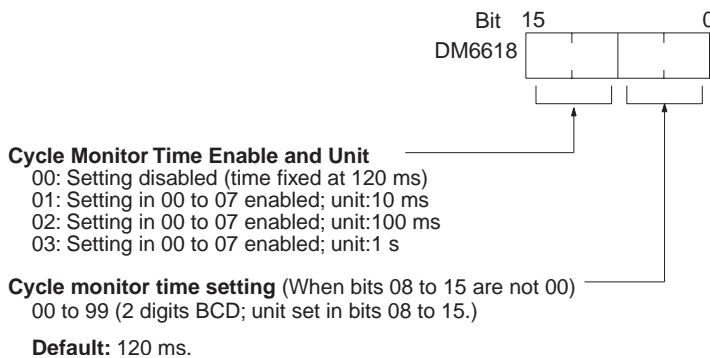 Bit 15 0
DM6618
Cycle Monitor Time Enable and Unit
00: Setting disabled (time fixed at 120 ms)
01: Setting in 00 to 07 enabled; unit:10 ms
02: Setting in 00 to 07 enabled; unit:100 ms
03: Setting in 00 to 07 enabled; unit:1 s
Cycle monitor time setting (When bits 08 to 15 are not 00)
00 to 99 (2 digits BCD; unit set in bits 08 to 15.)
Default: 120 ms.